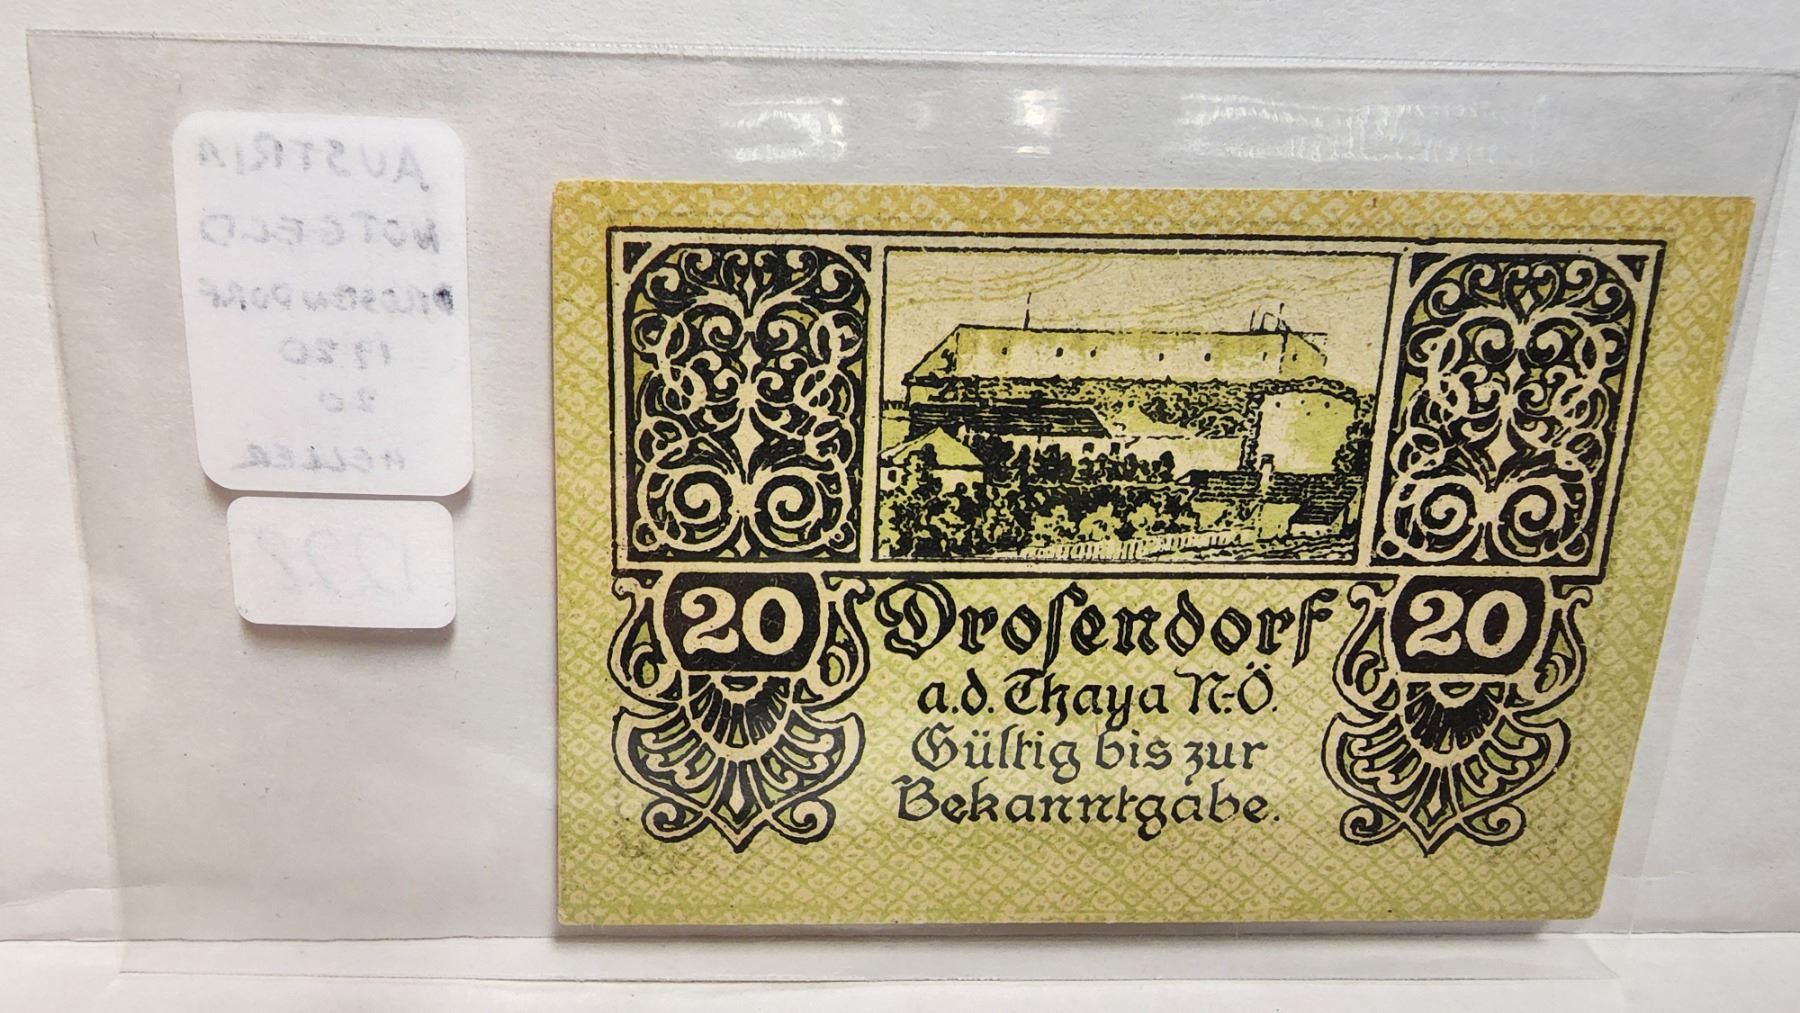 AUSTRIA
NOTGELD
DROSENDORF
1920
20
HELLER
20 Drosendorf 20
a.d. Thaya N.-Ö.
Gültig bis zur
Bekanntgabe.